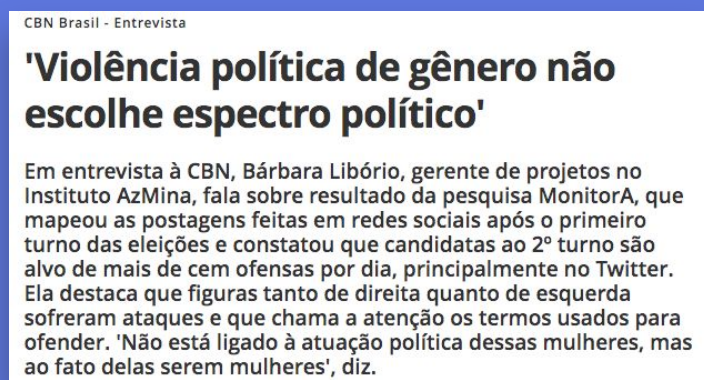 CBN Brasil - Entrevista
'Violência política de gênero não
escolhe espectro político'
Em entrevista à CBN, Bárbara Libório, gerente de projetos no
Instituto AzMina, fala sobre resultado da pesquisa MonitorA, que
mapeou as postagens feitas em redes sociais após o primeiro
turno das eleições e constatou que candidatas ao 2º turno são
alvo de mais de cem ofensas por dia, principalmente no Twitter.
Ela destaca que figuras tanto de direita quanto de esquerda
sofreram ataques e que chama a atenção os termos usados para
ofender. 'Não está ligado à atuação política dessas mulheres, mas
ao fato delas serem mulheres', diz.